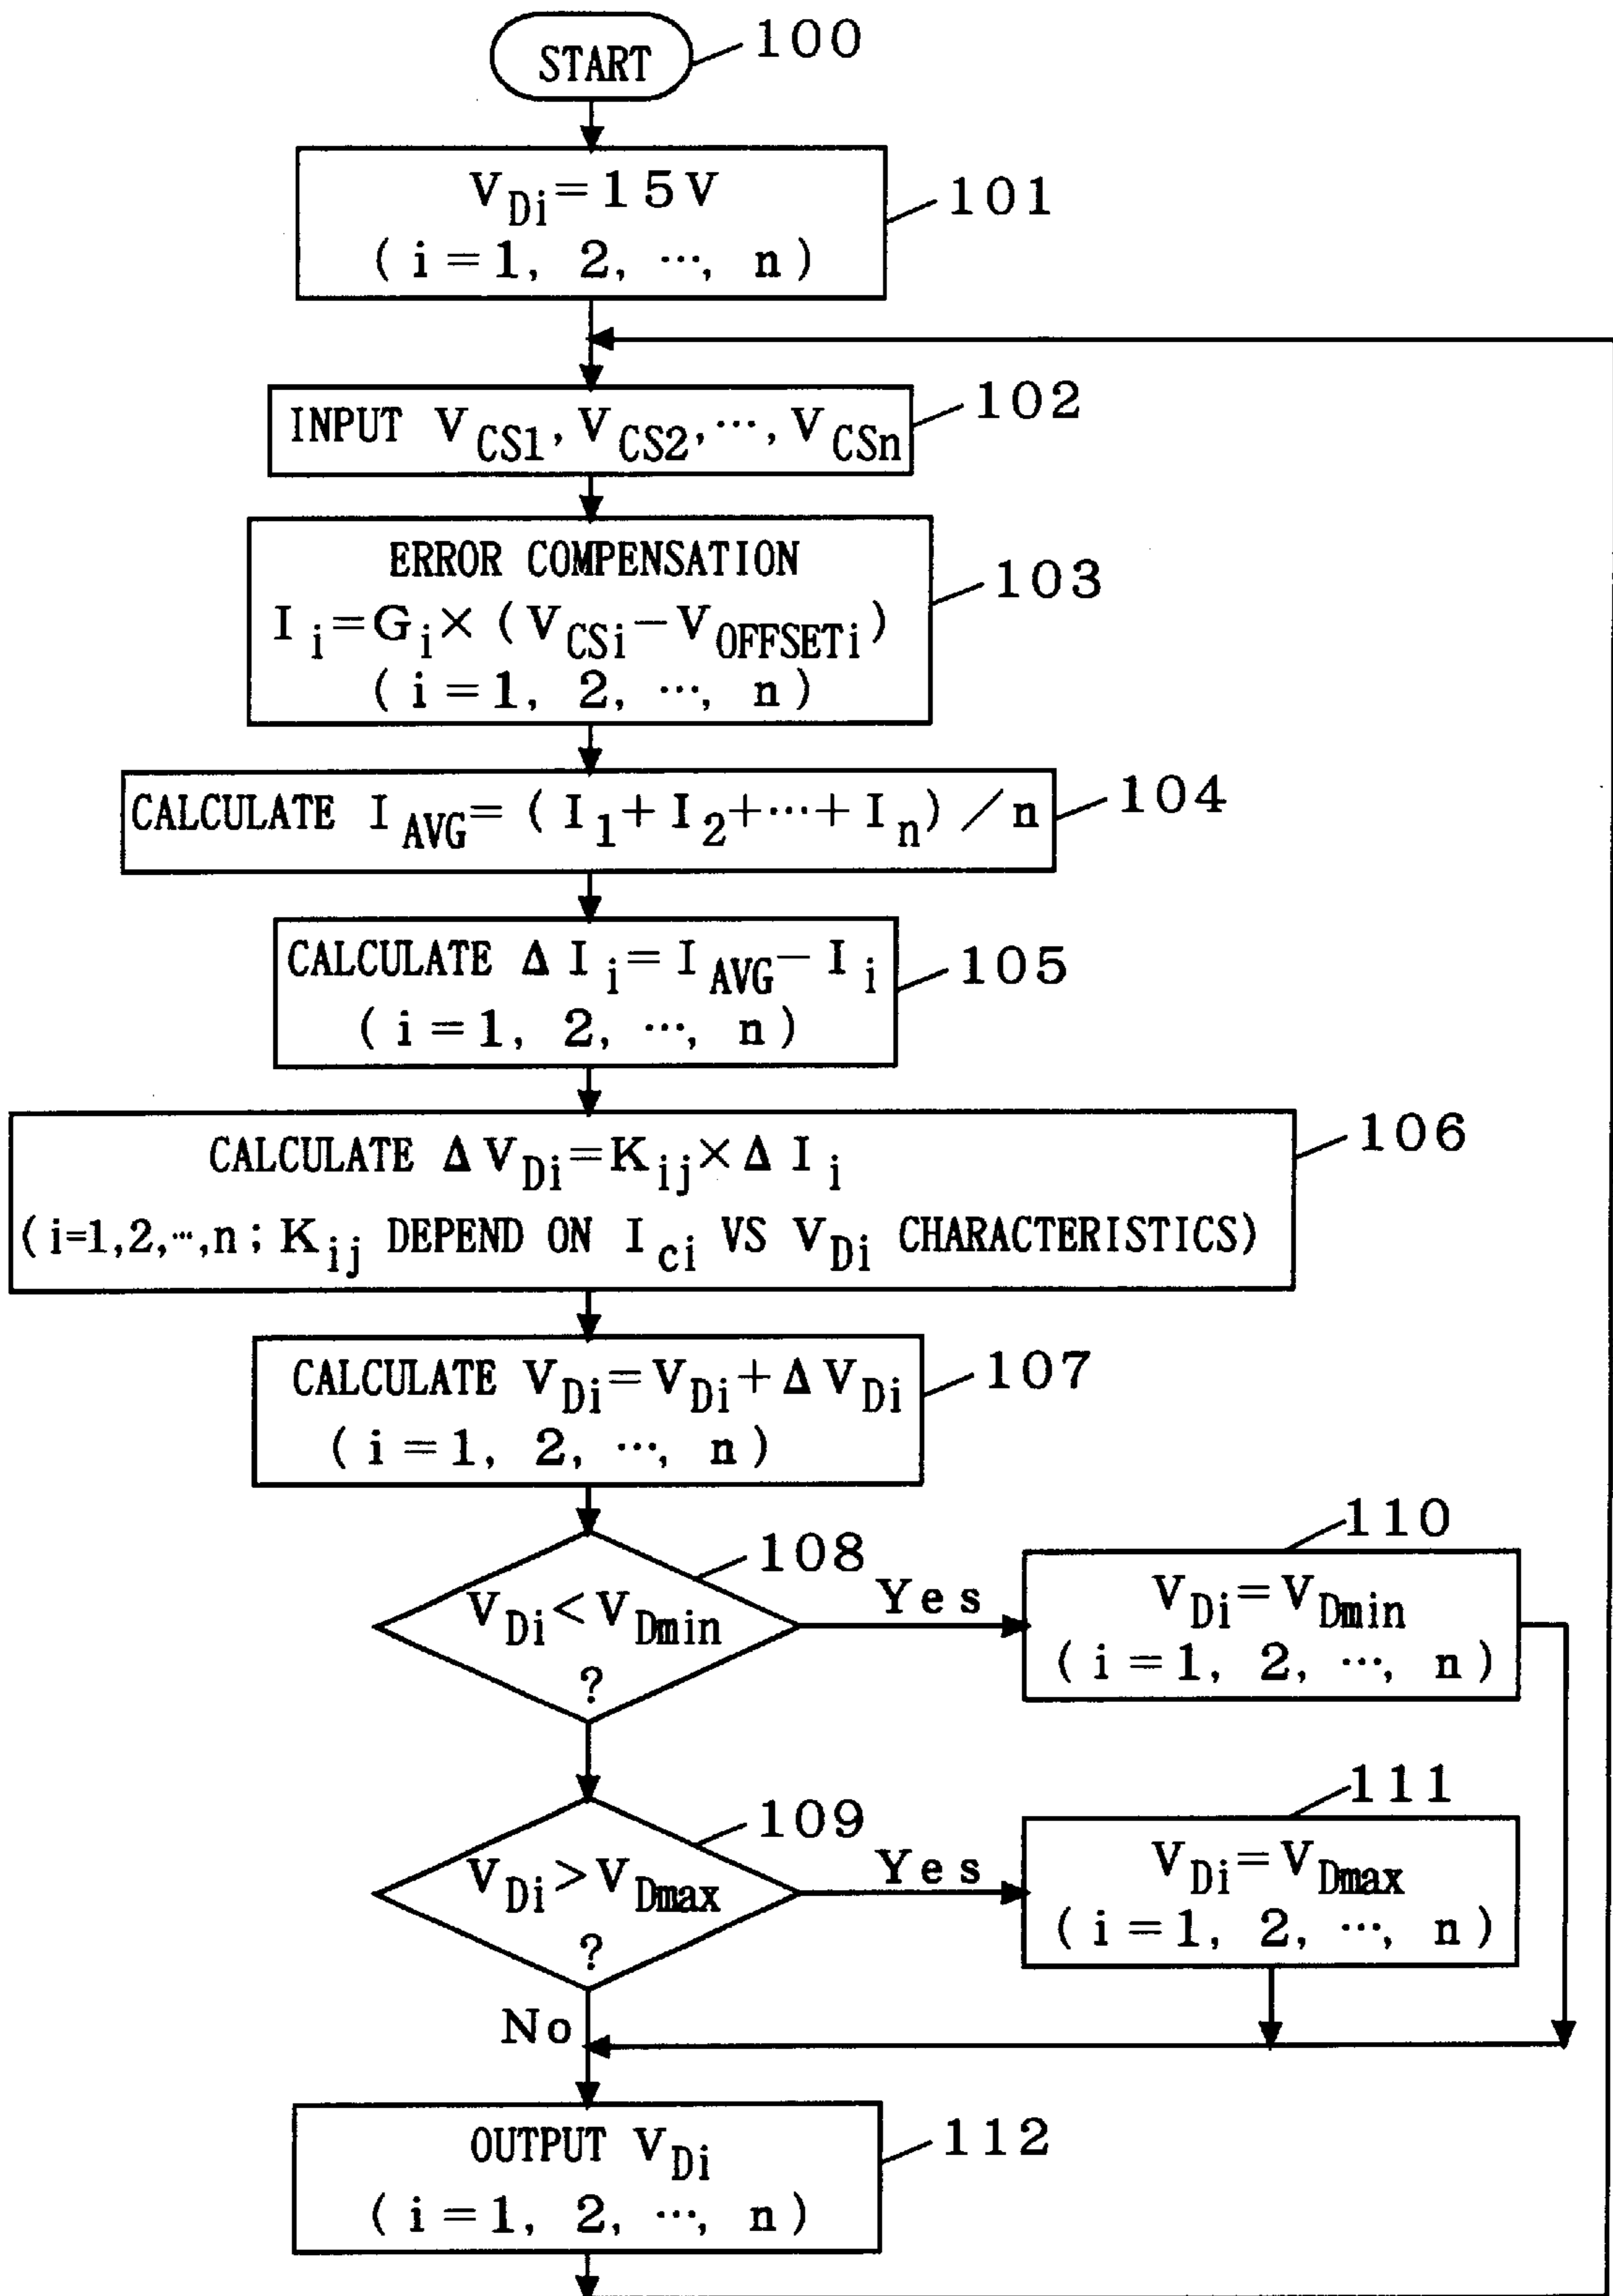 START
100
V_Di=15V
(i=1, 2, …, n)
101
INPUT V_CS1, V_CS2, …, V_CSn
102
ERROR COMPENSATION
I_i=G_i×(V_CSi−V_OFFSETi)
(i=1, 2, …, n)
103
CALCULATE I_AVG=(I_1+I_2+…+I_n)/n
104
CALCULATE ΔI_i=I_AVG−I_i
(i=1, 2, …, n)
105
CALCULATE ΔV_Di=K_ij×ΔI_i
(i=1,2,…,n; K_ij DEPEND ON I_ci VS V_Di CHARACTERISTICS)
106
CALCULATE V_Di=V_Di+ΔV_Di
(i=1, 2, …, n)
107
V_Di<V_Dmin
?
108
Yes
V_Di=V_Dmin
(i=1, 2, …, n)
110
V_Di>V_Dmax
?
109
Yes
V_Di=V_Dmax
(i=1, 2, …, n)
111
No
OUTPUT V_Di
(i=1, 2, …, n)
112